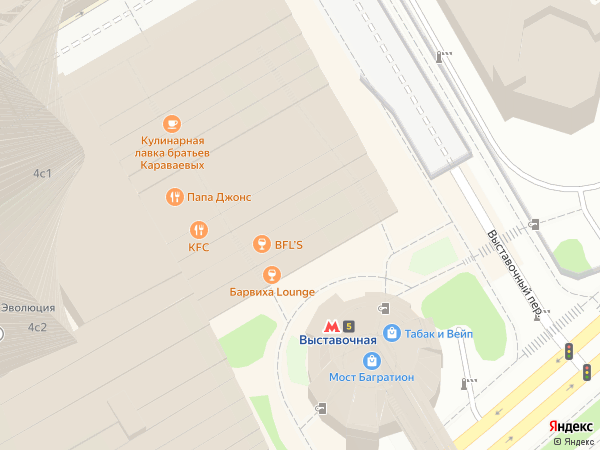 Кулинарная
лавка братьев
Караваевых
4с1
Папа Джонс
KFC
BFL'S
Барвиха Lounge
Выставочный пер.
Эволюция
4с2
М 5
Выставочная
Табак и Вейп
Мост Багратион
Яндекс
© Яндекс